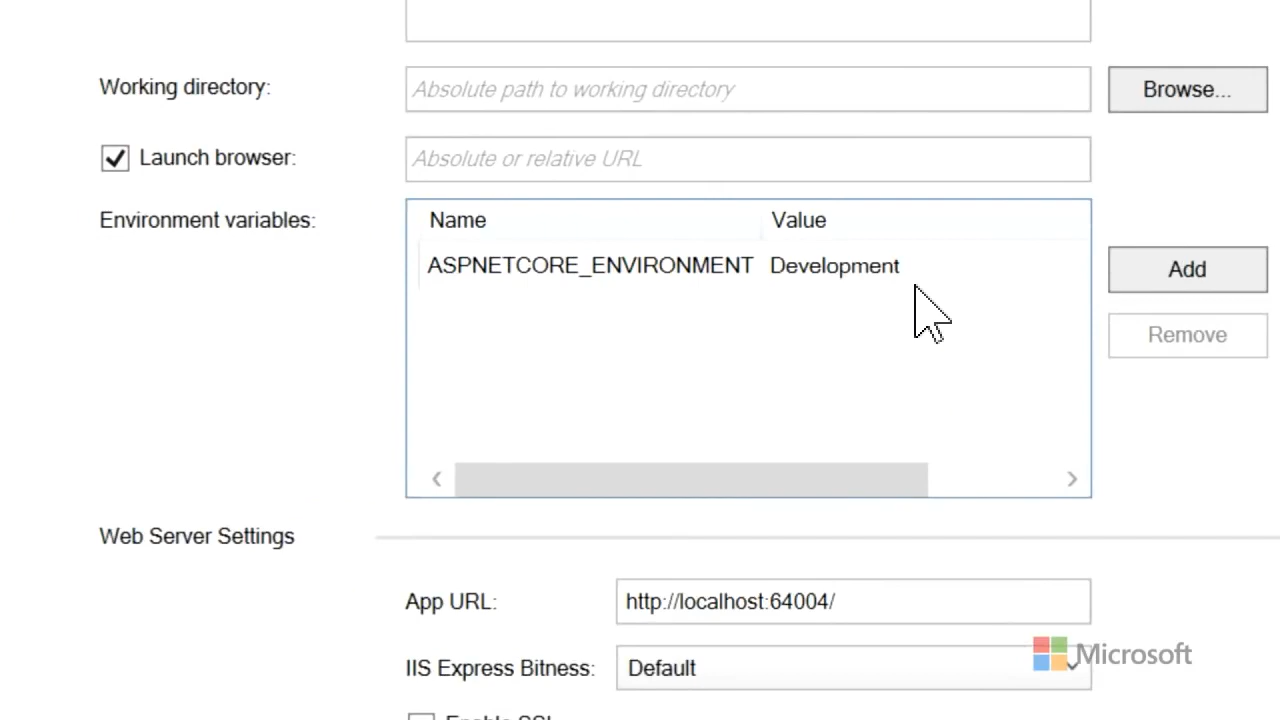 Working directory: Absolute path to working directory Browse...
Launch browser: Absolute or relative URL
Environment variables: Name Value
ASPNETCORE_ENVIRONMENT Development
Add
Remove
Web Server Settings
App URL: http://localhost:64004/
IIS Express Bitness: Default
Microsoft